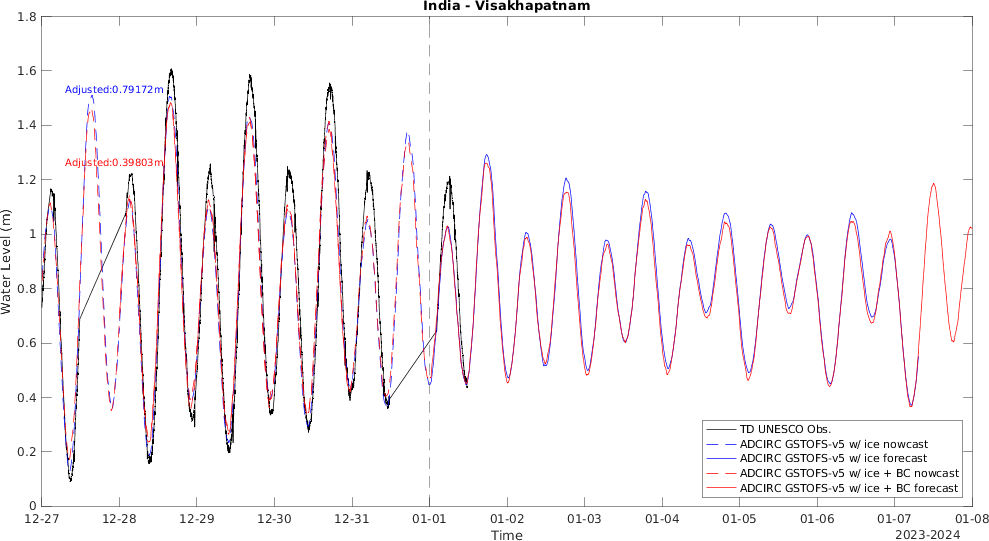 India - Visakhapatnam
1.8
1.6
1.4
1.2
1
0.8
0.6
0.4
0.2
0
Water Level (m)
Adjusted:0.79172m
Adjusted:0.39803m
TD UNESCO Obs.
ADCIRC GSTOFS-v5 w/ ice nowcast
ADCIRC GSTOFS-v5 w/ ice forecast
ADCIRC GSTOFS-v5 w/ ice + BC nowcast
ADCIRC GSTOFS-v5 w/ ice + BC forecast
12-27 12-28 12-29 12-30 12-31 01-01 01-02 01-03 01-04 01-05 01-06 01-07 01-08
Time
2023-2024